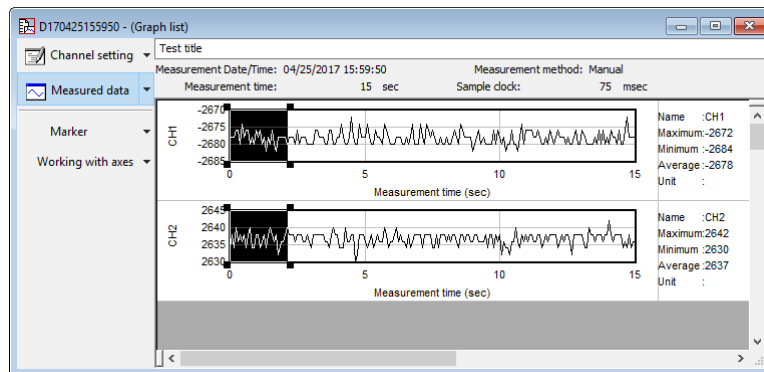 D170425155950 - (Graph list)
Channel setting
Test title
Measurement Date/Time: 04/25/2017 15:59:50 Measurement method: Manual
Measured data
Measurement time: 15 sec Sample clock: 75 msec
Marker
Working with axes
CH1
-2670
-2675
-2680
-2685
0 5 10 15
Measurement time (sec)
Name :CH1
Maximum:-2672
Minimum :-2684
Average :-2678
Unit :
CH2
2645
2640
2635
2630
0 5 10 15
Measurement time (sec)
Name :CH2
Maximum:2642
Minimum :2630
Average :2637
Unit :